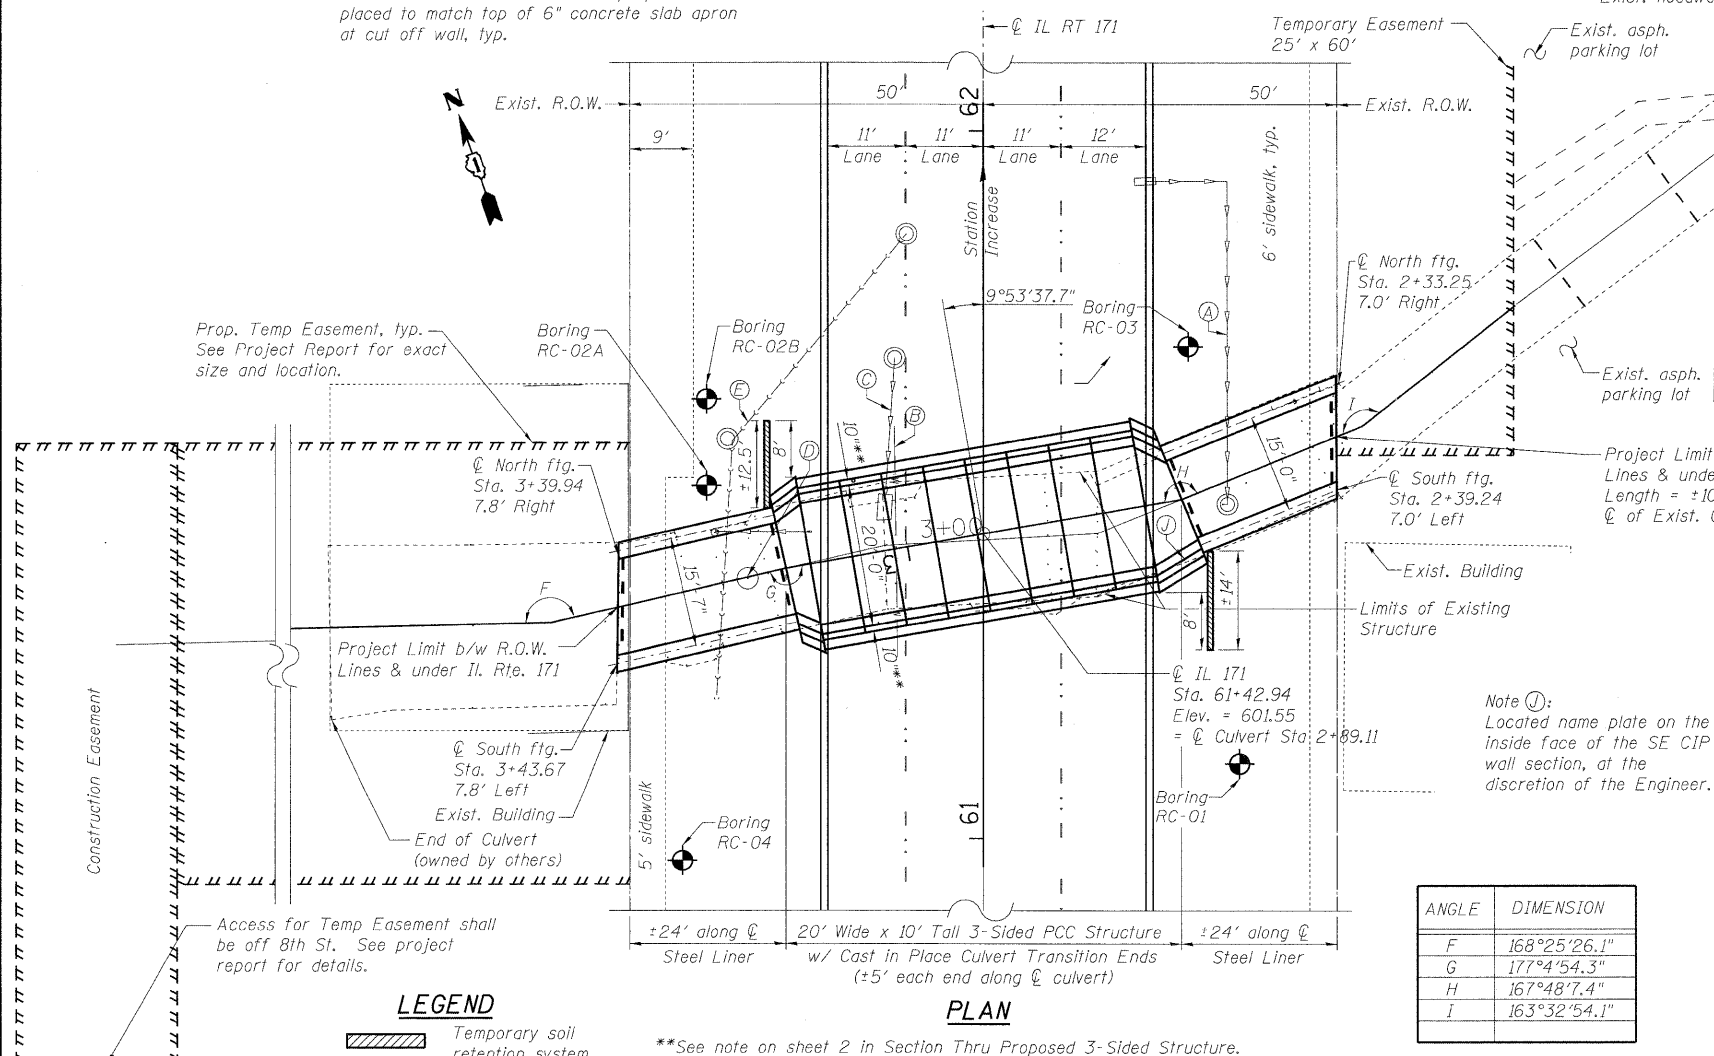 placed to match top of 6" concrete slab apron
at cut off wall, typ.
℄ IL RT 171
Temporary Easement
25' x 60'
Exist. asph.
parking lot
N
Exist. R.O.W.
50'
62
50'
Exist. R.O.W.
9'
11'
Lane
11'
Lane
11'
Lane
12'
Lane
Station
Increase
6' sidewalk, typ.
℄ North ftg.
Sta. 2+33.25
7.0' Right
9°53'37.7"
Boring
RC-03
A
Prop. Temp Easement, typ.
See Project Report for exact
size and location.
Boring
RC-02A
Boring
RC-02B
E
C
B
D
Exist. asph.
parking lot
I
H
15'-0"
±12.5'
8'
10"**
℄ North ftg.
Sta. 3+39.94
7.8' Right
Project Limit
Lines & unde
Length = ±10
℄ of Exist.
℄ South ftg.
Sta. 2+39.24
7.0' Left
3+00
3
20'-0"
J
F
G
15'-7"
Exist. Building
±14'
8'
Limits of Existing
Structure
10"**
Project Limit b/w R.O.W.
Lines & under Il. Rte. 171
℄ IL 171
Sta. 61+42.94
Elev. = 601.55
= ℄ Culvert Sta 2+89.11
Note J:
Located name plate on the
inside face of the SE CIP
wall section, at the
discretion of the Engineer.
Construction Easement
℄ South ftg.
Sta. 3+43.67
7.8' Left
Exist. Building
End of Culvert
(owned by others)
5' sidewalk
Boring
RC-04
61
Boring
RC-01
Access for Temp Easement shall
be off 8th St. See project
report for details.
±24' along ℄
Steel Liner
20' Wide x 10' Tall 3-Sided PCC Structure
w/ Cast in Place Culvert Transition Ends
(±5' each end along ℄ culvert)
±24' along ℄
Steel Liner
ANGLE DIMENSION
F 168°25'26.1"
G 177°4'54.3"
H 167°48'7.4"
I 163°32'54.1"
LEGEND
Temporary soil
retention system
PLAN
**See note on sheet 2 in Section Thru Proposed 3-Sided Structure.